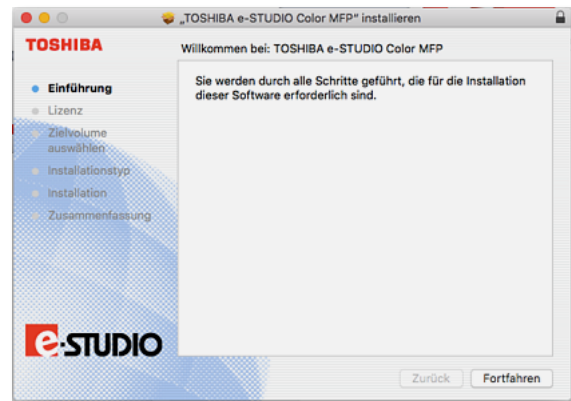 „TOSHIBA e-STUDIO Color MFP“ installieren
TOSHIBA
Willkommen bei: TOSHIBA e-STUDIO Color MFP
Einführung
Lizenz
Zielvolume
auswählen
Installationstyp
Installation
Zusammenfassung
Sie werden durch alle Schritte geführt, die für die Installation
dieser Software erforderlich sind.
e-STUDIO
Zurück
Fortfahren